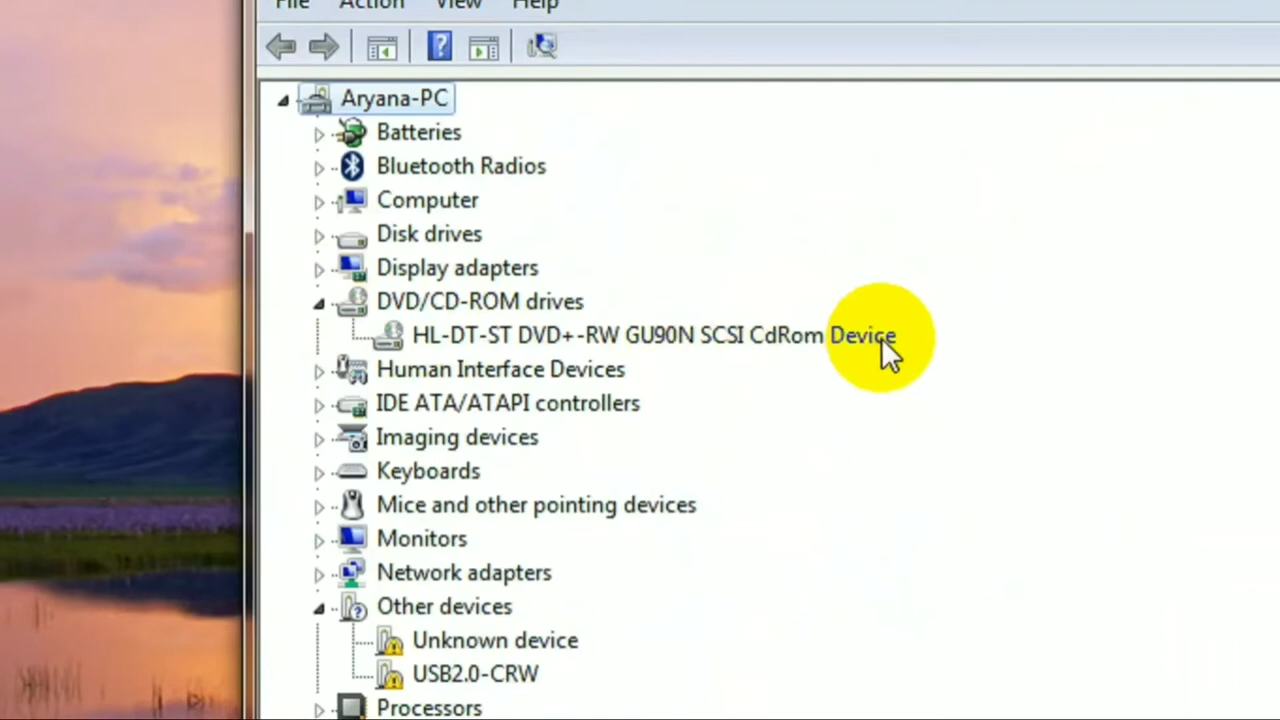 File Action View Help
Aryana-PC
Batteries
Bluetooth Radios
Computer
Disk drives
Display adapters
DVD/CD-ROM drives
HL-DT-ST DVD+-RW GU90N SCSI CdRom Device
Human Interface Devices
IDE ATA/ATAPI controllers
Imaging devices
Keyboards
Mice and other pointing devices
Monitors
Network adapters
Other devices
Unknown device
USB2.0-CRW
Processors